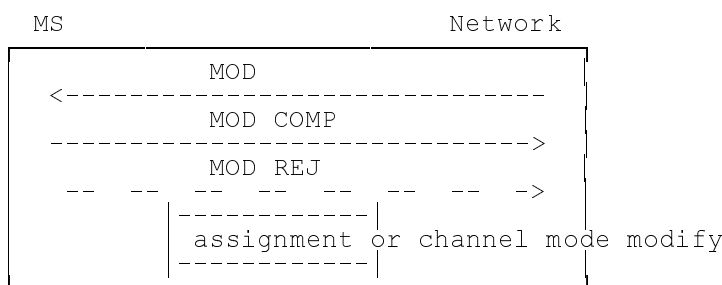 MS Network
MOD
MOD COMP
MOD REJ
assignment or channel mode modify